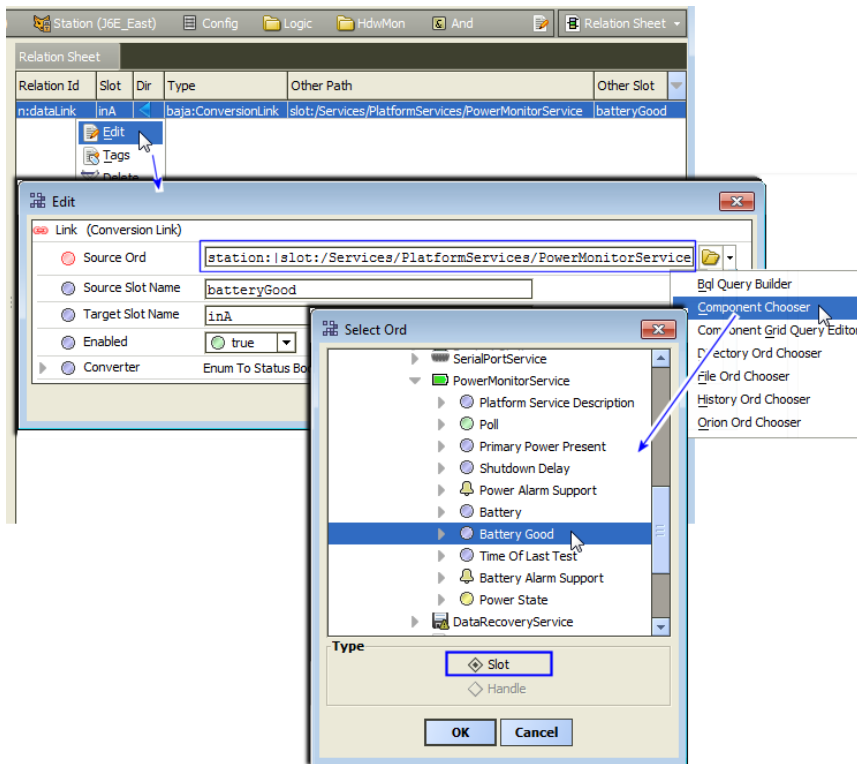 Station (J6E_East) Config Logic HdwMon And Relation Sheet
Relation Sheet
Relation Id Slot Dir Type Other Path Other Slot
n:dataLink inA baja:ConversionLink slot:/Services/PlatformServices/PowerMonitorService batteryGood
Edit
Tags
Delete
Edit
Link (Conversion Link)
Source Ord station:|slot:/Services/PlatformServices/PowerMonitorService
Source Slot Name batteryGood
Target Slot Name inA
Enabled true
Converter Enum To Status Boo
Bql Query Builder
Component Chooser
Component Grid Query Editor
Directory Ord Chooser
File Ord Chooser
History Ord Chooser
Orion Ord Chooser
Select Ord
SerialPortService
PowerMonitorService
Platform Service Description
Poll
Primary Power Present
Shutdown Delay
Power Alarm Support
Battery
Battery Good
Time Of Last Test
Battery Alarm Support
Power State
DataRecoveryService
Type
Slot
Handle
OK Cancel